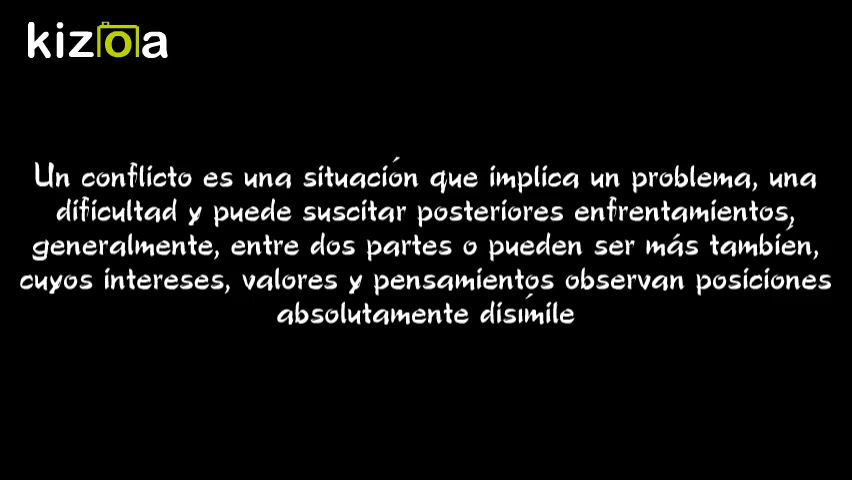 kizoa
Un conflicto es una situación que implica un problema, una
dificultad y puede suscitar posteriores enfrentamientos,
generalmente, entre dos partes o pueden ser más también,
cuyos intereses, valores y pensamientos observan posiciones
absolutamente disímile